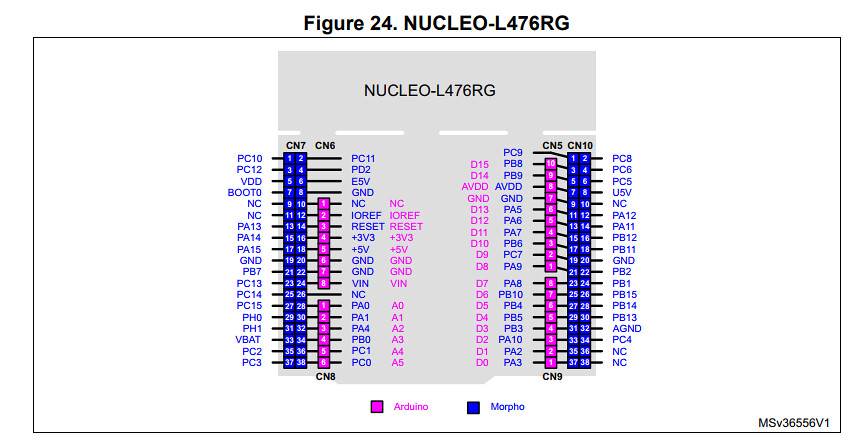 Figure 24. NUCLEO-L476RG
NUCLEO-L476RG
CN7 CN6 CN5 CN10
PC9
PC10 1 2 PC11 D15 PB8 10 1 2 PC8
PC12 3 4 PD2 D14 PB9 9 3 4 PC6
VDD 5 6 E5V AVDD AVDD 8 5 6 PC5
BOOT0 7 8 GND GND GND 7 7 8 U5V
NC 9 10 1 NC NC D13 PA5 6 9 10 NC
NC 11 12 2 IOREF IOREF D12 PA6 5 11 12 PA12
PA13 13 14 3 RESET RESET D11 PA7 4 13 14 PA11
PA14 15 16 4 +3V3 +3V3 D10 PB6 3 15 16 PB12
PA15 17 18 5 +5V +5V D9 PC7 2 17 18 PB11
GND 19 20 6 GND GND D8 PA9 1 19 20 GND
PB7 21 22 7 GND GND 21 22 PB2
PC13 23 24 8 VIN VIN D7 PA8 8 23 24 PB1
PC14 25 26 NC D6 PB10 7 25 26 PB15
PC15 27 28 1 PA0 A0 D5 PB4 6 27 28 PB14
PH0 29 30 2 PA1 A1 D4 PB5 5 29 30 PB13
PH1 31 32 3 PA4 A2 D3 PB3 4 31 32 AGND
VBAT 33 34 4 PB0 A3 D2 PA10 3 33 34 PC4
PC2 35 36 5 PC1 A4 D1 PA2 2 35 36 NC
PC3 37 38 6 PC0 A5 D0 PA3 1 37 38 NC
CN8 CN9
Arduino Morpho
MSv36556V1